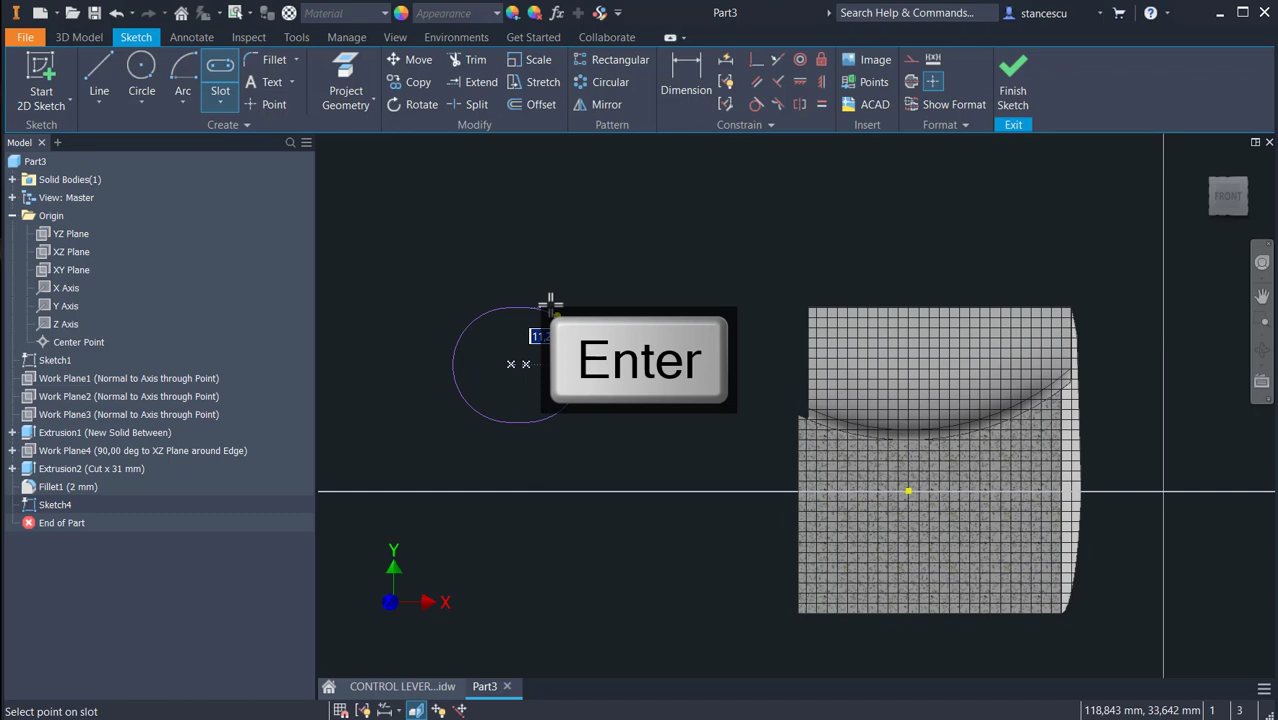 Material
Appearance
Part3
Search Help & Commands...
stancescu
File
3D Model
Sketch
Annotate
Inspect
Tools
Manage
View
Environments
Get Started
Collaborate
Start
2D Sketch
Line
Circle
Arc
Slot
Fillet
Text
Point
Project
Geometry
Move
Copy
Rotate
Trim
Extend
Split
Scale
Stretch
Offset
Rectangular
Circular
Mirror
Dimension
Image
Points
ACAD
Show Format
Finish
Sketch
Sketch
Create
Modify
Pattern
Constrain
Insert
Format
Exit
Model
Part3
Solid Bodies(1)
View: Master
Origin
YZ Plane
XZ Plane
XY Plane
X Axis
Y Axis
Z Axis
Center Point
Sketch1
Work Plane1 (Normal to Axis through Point)
Work Plane2 (Normal to Axis through Point)
Work Plane3 (Normal to Axis through Point)
Extrusion1 (New Solid Between)
Work Plane4 (90,00 deg to XZ Plane around Edge)
Extrusion2 (Cut x 31 mm)
Fillet1 (2 mm)
Sketch4
End of Part
FRONT
Enter
Y
X
CONTROL LEVER...idw
Part3
Select point on slot
118,843 mm, 33,642 mm
1
3